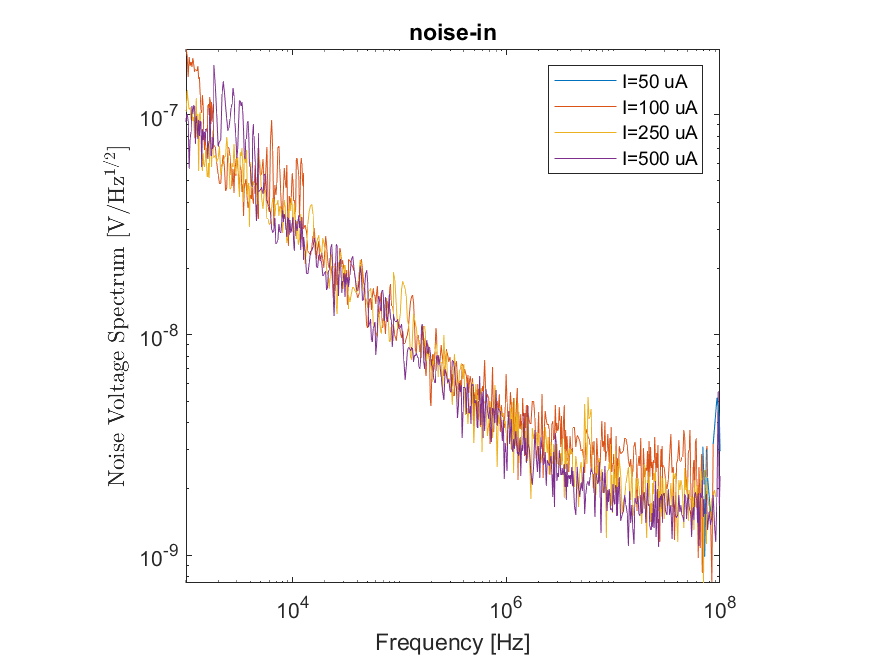 noise-in
I=50 uA
I=100 uA
I=250 uA
I=500 uA
10^-7
10^-8
10^-9
Noise Voltage Spectrum [V/Hz^1/2]
10^4
10^6
10^8
Frequency [Hz]